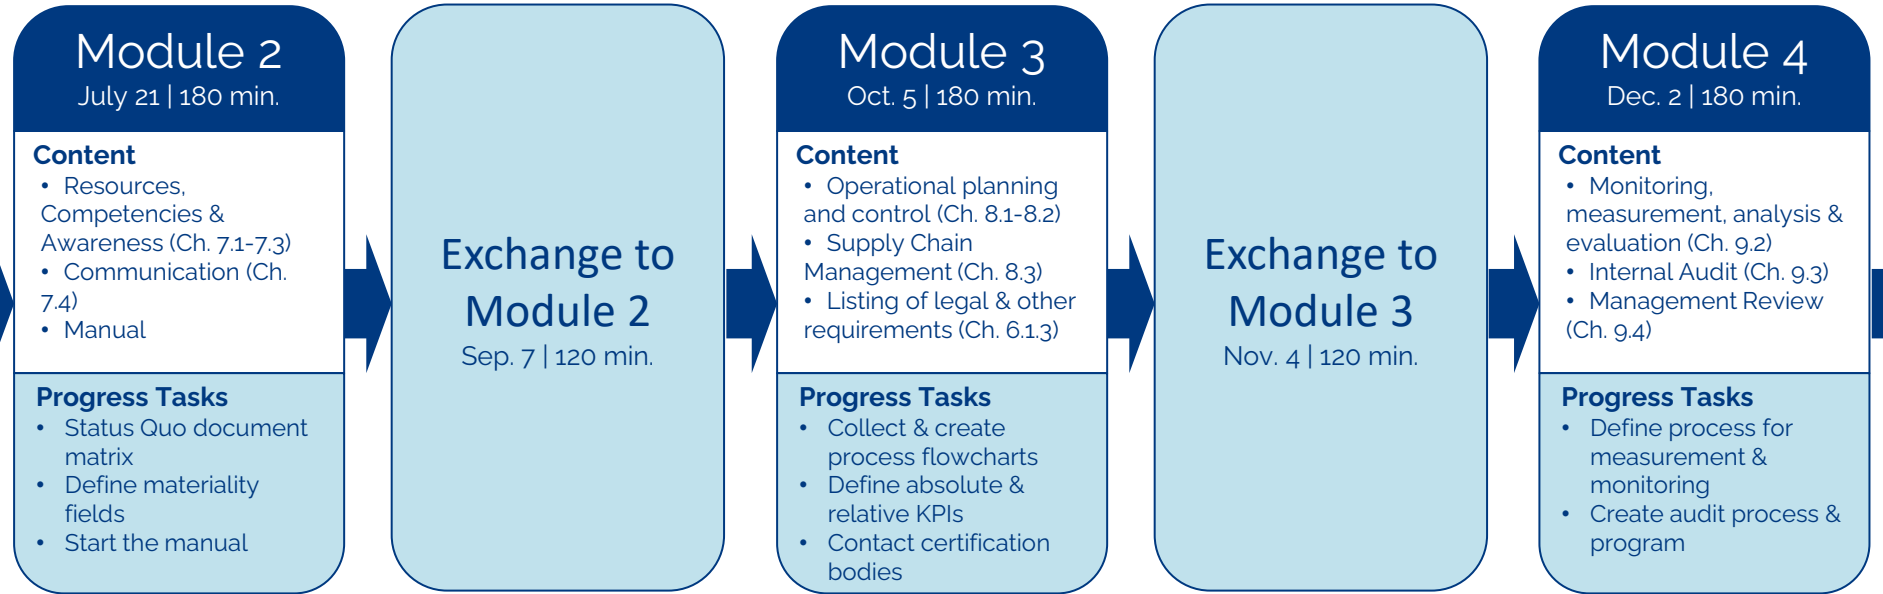 Module 2
July 21 | 180 min.
Content
• Resources,
Competencies &
Awareness (Ch. 7.1-7.3)
• Communication (Ch.
7.4)
• Manual
Progress Tasks
• Status Quo document
matrix
• Define materiality
fields
• Start the manual
Exchange to
Module 2
Sep. 7 | 120 min.
Module 3
Oct. 5 | 180 min.
Content
• Operational planning
and control (Ch. 8.1-8.2)
• Supply Chain
Management (Ch. 8.3)
• Listing of legal & other
requirements (Ch. 6.1.3)
Progress Tasks
• Collect & create
process flowcharts
• Define absolute &
relative KPIs
• Contact certification
bodies
Exchange to
Module 3
Nov. 4 | 120 min.
Module 4
Dec. 2 | 180 min.
Content
• Monitoring,
measurement, analysis &
evaluation (Ch. 9.2)
• Internal Audit (Ch. 9.3)
• Management Review
(Ch. 9.4)
Progress Tasks
• Define process for
measurement &
monitoring
• Create audit process &
program